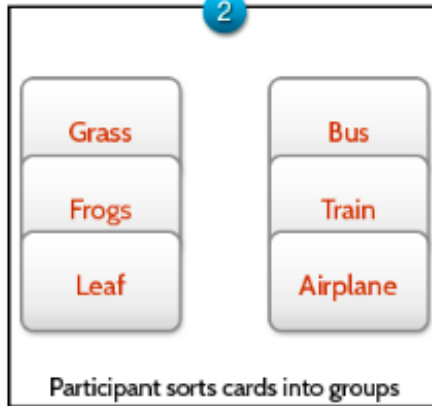 2
Grass
Frogs
Leaf
Bus
Train
Airplane
Participant sorts cards into groups